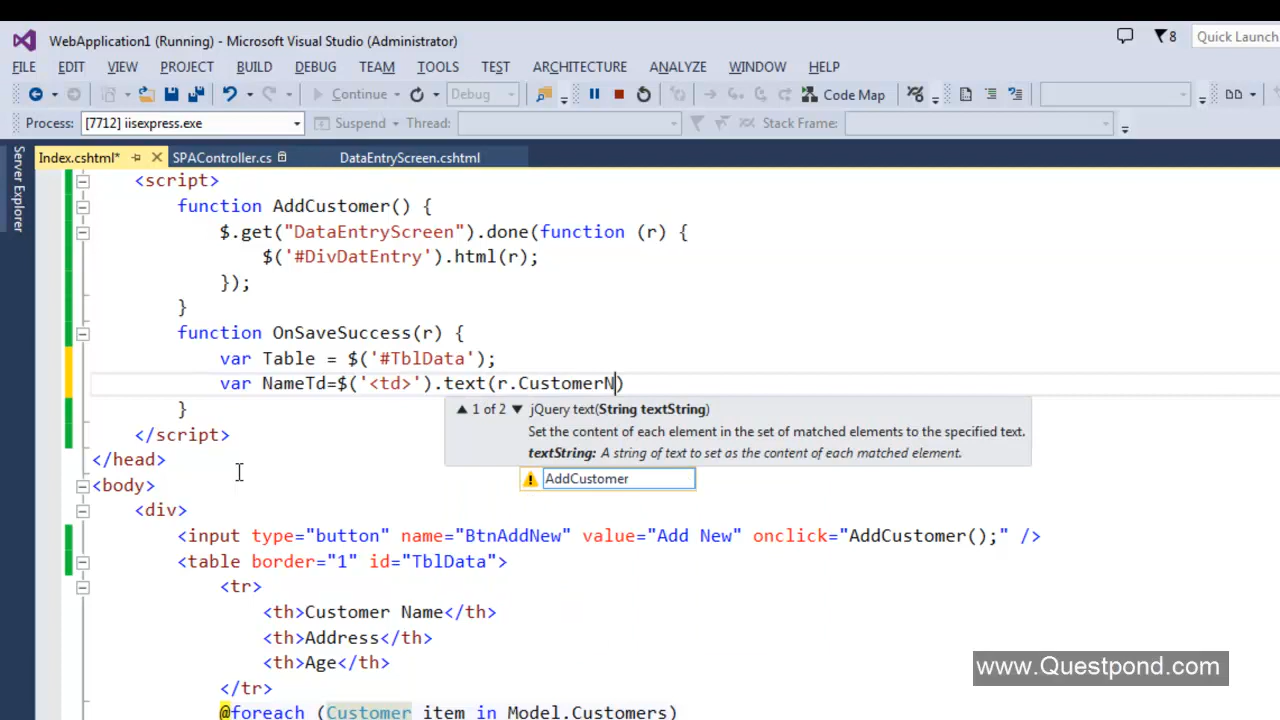 WebApplication1 (Running) - Microsoft Visual Studio (Administrator)
8
Quick Launch
FILE EDIT VIEW PROJECT BUILD DEBUG TEAM TOOLS TEST ARCHITECTURE ANALYZE WINDOW HELP
Continue Debug Code Map
Process: [7712] iisexpress.exe Suspend Thread: Stack Frame:
Server Explorer
Index.cshtml* SPAController.cs DataEntryScreen.cshtml
<script>
function AddCustomer() {
$.get("DataEntryScreen").done(function (r) {
$('#DivDatEntry').html(r);
});
}
function OnSaveSuccess(r) {
var Table = $('#TblData');
var NameTd=$('<td>').text(r.CustomerN)
}
1 of 2 jQuery text(String textString)
Set the content of each element in the set of matched elements to the specified text.
textString: A string of text to set as the content of each matched element.
AddCustomer
</script>
</head>
<body>
<div>
<input type="button" name="BtnAddNew" value="Add New" onclick="AddCustomer();" />
<table border="1" id="TblData">
<tr>
<th>Customer Name</th>
<th>Address</th>
<th>Age</th>
</tr>
@foreach (Customer item in Model.Customers)
www.Questpond.com